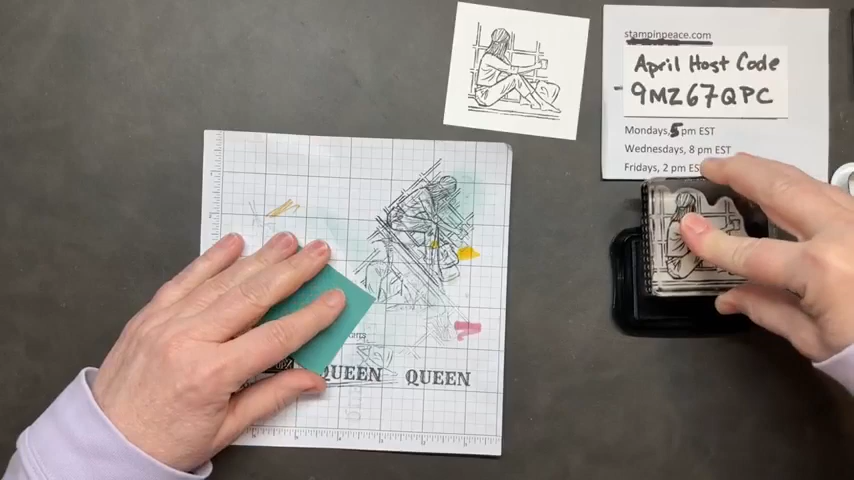 stampinpeace.com
April Host Code
9MZ67QPC
Mondays, 5 pm EST
Wednesdays, 8 pm EST
Fridays, 2 pm ES
QUEEN QUEEN